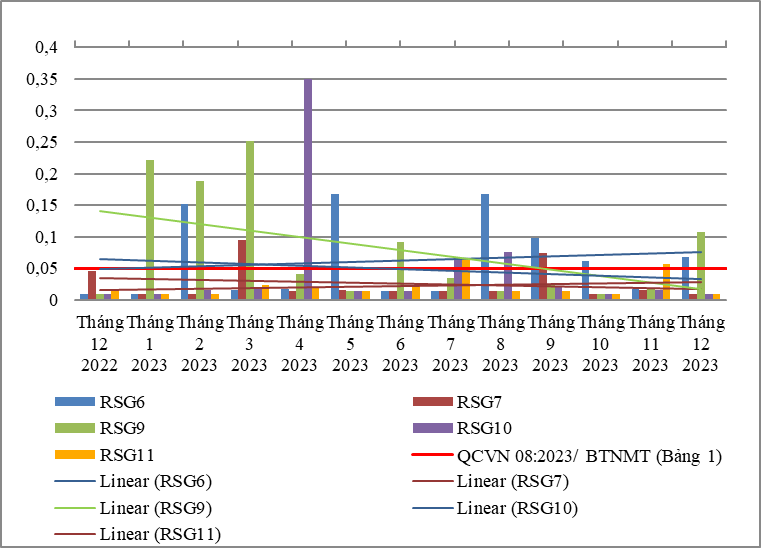 0,4
0,35
0,3
0,25
0,2
0,15
0,1
0,05
0
Tháng Tháng Tháng Tháng Tháng Tháng Tháng Tháng Tháng Tháng Tháng Tháng Tháng
12 1 2 3 4 5 6 7 8 9 10 11 12
2022 2023 2023 2023 2023 2023 2023 2023 2023 2023 2023 2023 2023
RSG6 RSG7
RSG9 RSG10
RSG11 QCVN 08:2023/ BTNMT (Bảng 1)
Linear (RSG6) Linear (RSG7)
Linear (RSG9) Linear (RSG10)
Linear (RSG11)